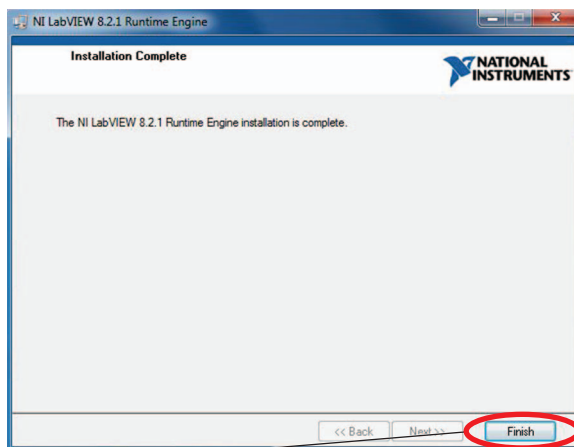 NI LabVIEW 8.2.1 Runtime Engine
Installation Complete
NATIONAL
INSTRUMENTS
The NI LabVIEW 8.2.1 Runtime Engine installation is complete.
<< Back Next >> Finish